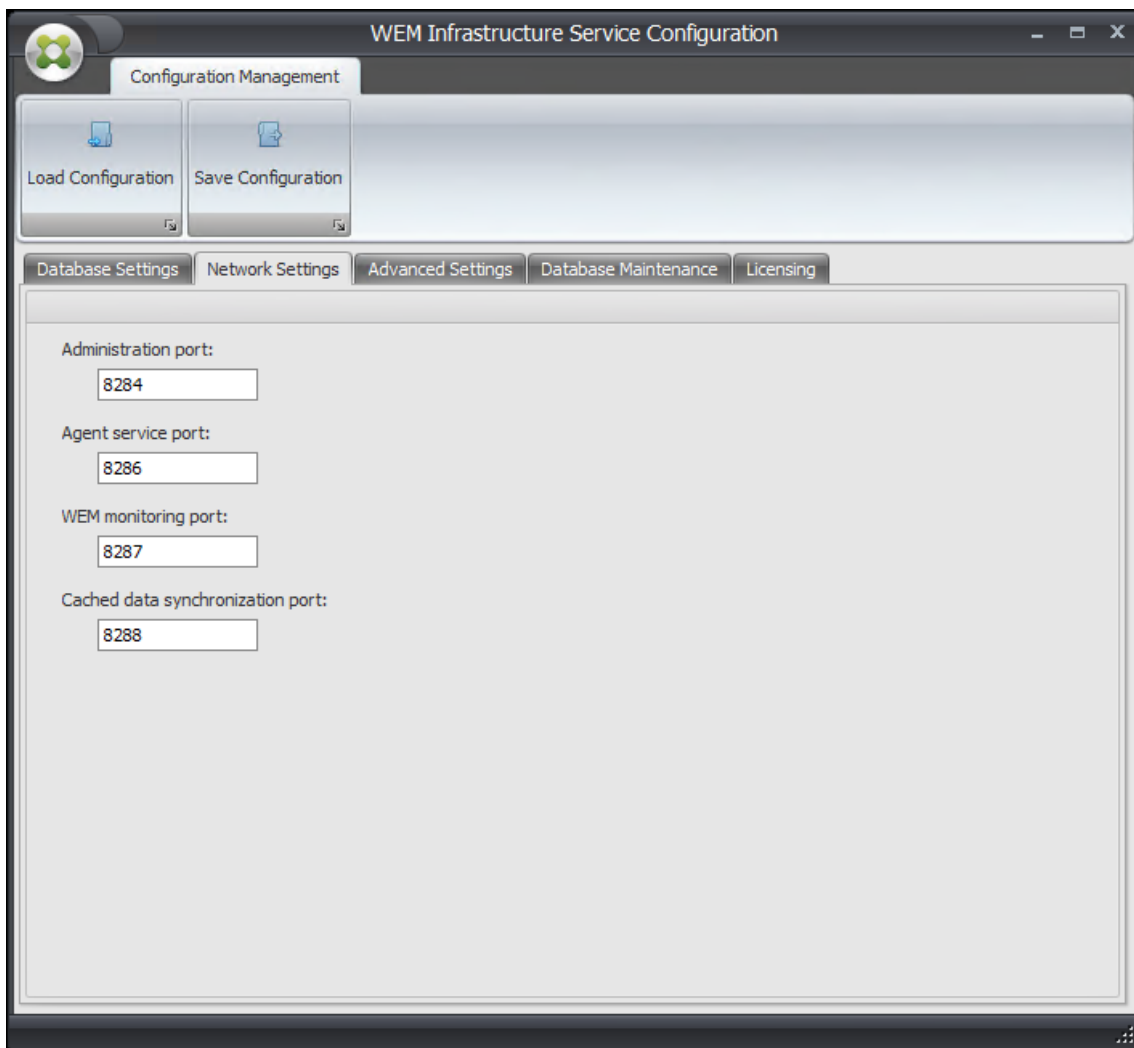 WEM Infrastructure Service Configuration
Configuration Management
Load Configuration
Save Configuration
Database Settings
Network Settings
Advanced Settings
Database Maintenance
Licensing
Administration port:
8284
Agent service port:
8286
WEM monitoring port:
8287
Cached data synchronization port:
8288